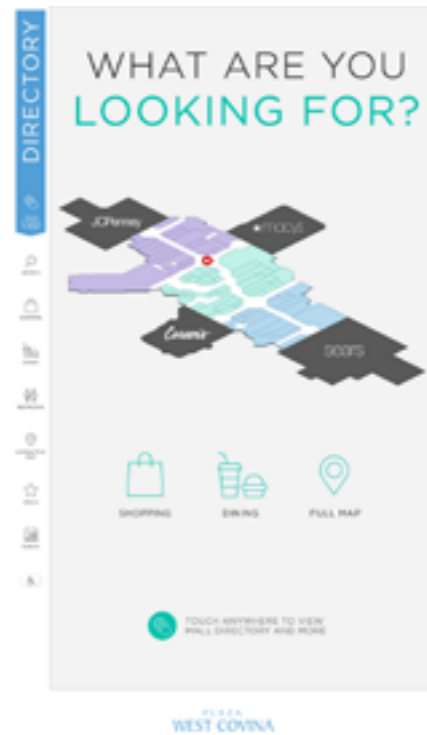 DIRECTORY
WHAT ARE YOU
LOOKING FOR?
JCPenney
macy's
Curacao
sears
SHOPPING
DINING
FULL MAP
TOUCH ANYWHERE TO VIEW
MALL DIRECTORY AND MORE
PLAZA
WEST COVINA